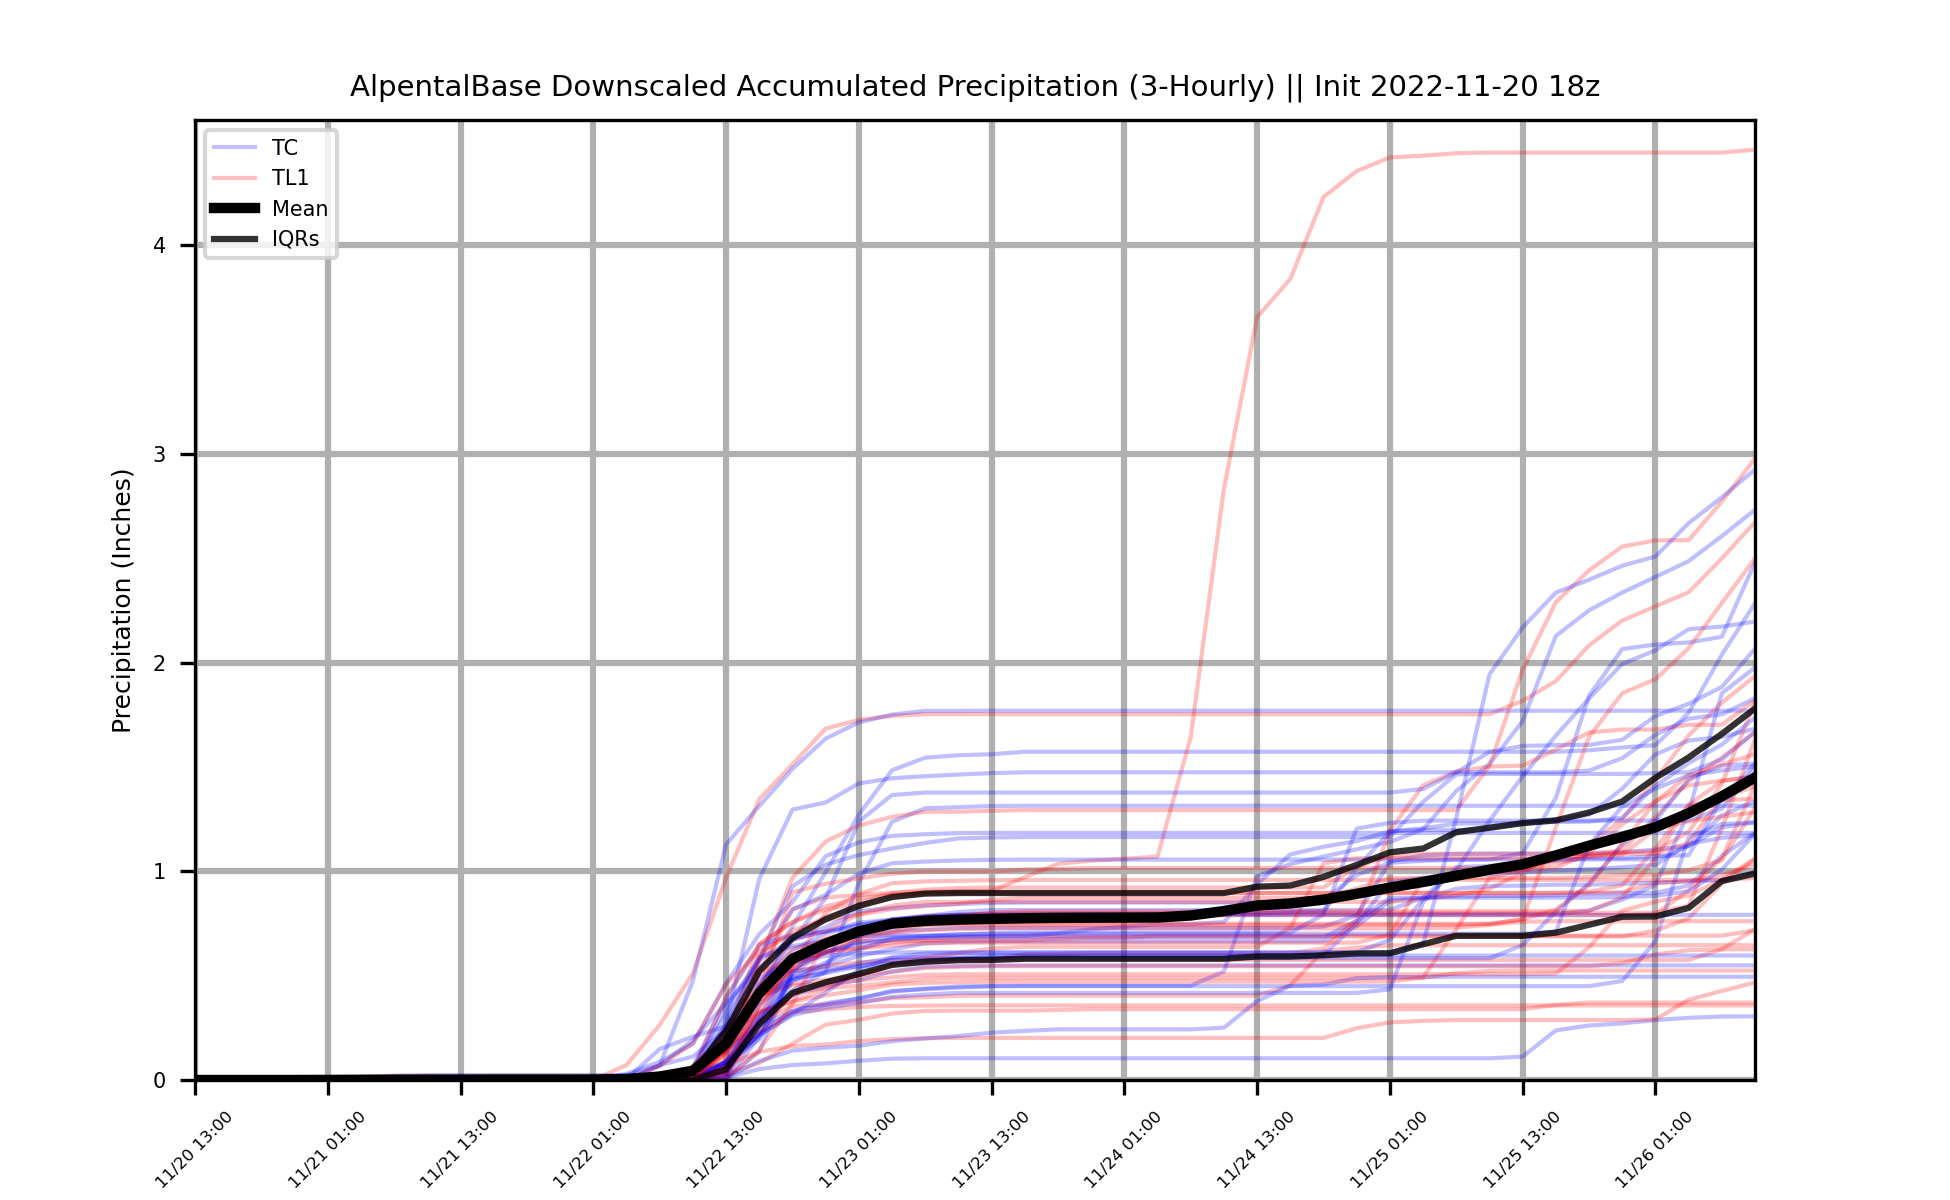 AlpentalBase Downscaled Accumulated Precipitation (3-Hourly) || Init 2022-11-20 18z
TC
TL1
Mean
IQRs
Precipitation (Inches)
4
3
2
1
0
11/20 13:00
11/21 01:00
11/21 13:00
11/22 01:00
11/22 13:00
11/23 01:00
11/23 13:00
11/24 01:00
11/24 13:00
11/25 01:00
11/25 13:00
11/26 01:00